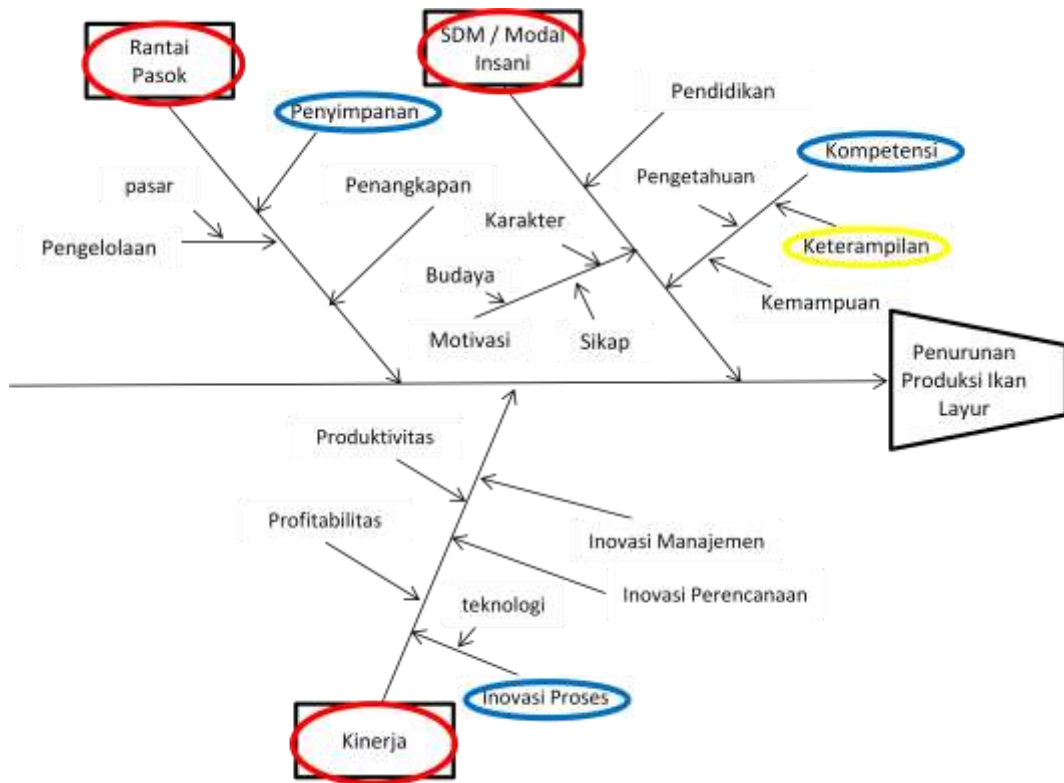 Rantai
Pasok
SDM / Modal
Insani
Penyimpanan
Pendidikan
Kompetensi
pasar
Penangkapan
Pengetahuan
Karakter
Pengelolaan
Keterampilan
Budaya
Kemampuan
Motivasi
Sikap
Penurunan
Produksi Ikan
Layur
Produktivitas
Profitabilitas
Inovasi Manajemen
Inovasi Perencanaan
teknologi
Inovasi Proses
Kinerja